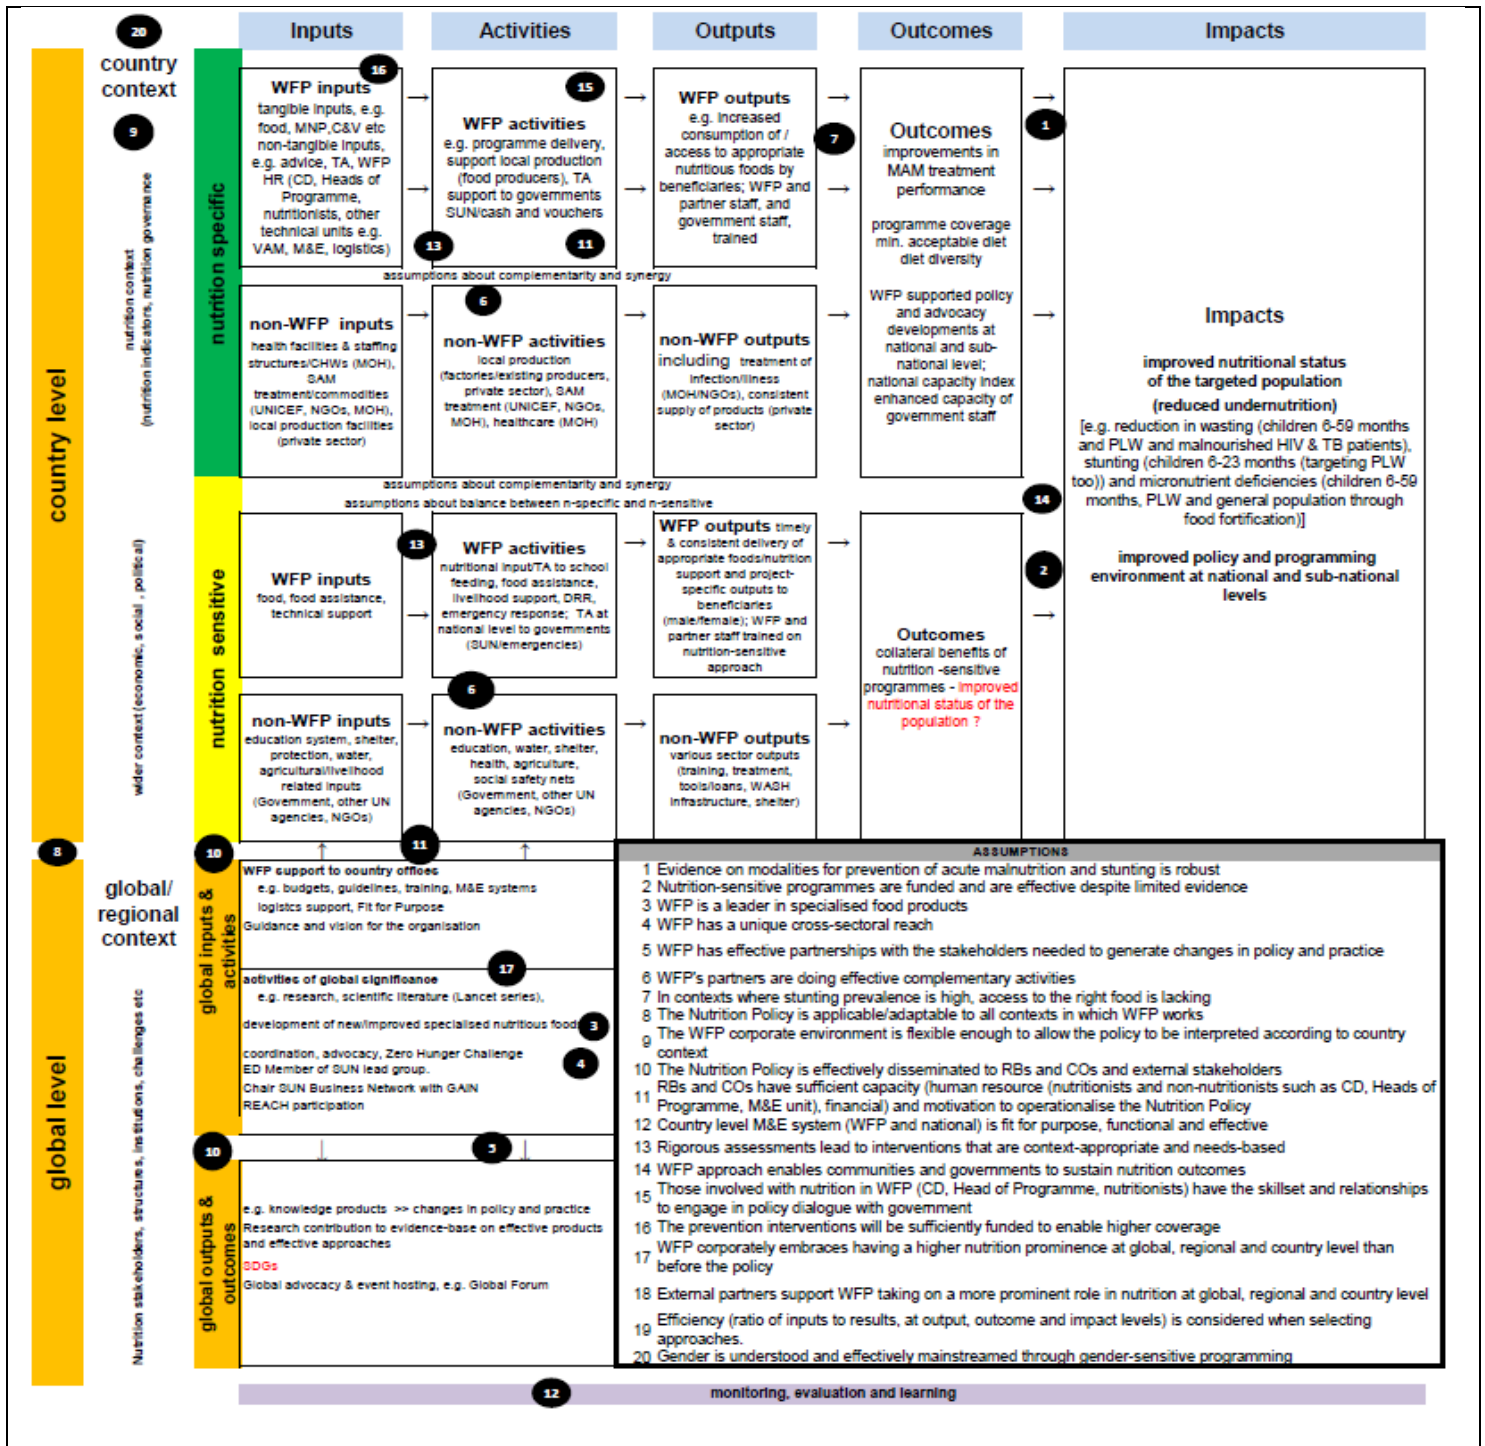 Inputs
Activities
Outputs
Outcomes
Impacts
20
country
context
9
nutrition context
(nutrition indicators, nutrition governance)
wider context (economic, social , political)
country level
nutrition specific
nutrition sensitive
16
WFP inputs
tangible inputs, e.g.
food, MNP,C&V etc
non-tangible inputs,
e.g. advice, TA, WFP
HR (CD, Heads of
Programme,
nutritionists, other
technical units e.g.
VAM, M&E, logistics)
→
→
13
15
WFP activities
e.g. programme delivery,
support local production
(food producers), TA
support to governments
SUN/cash and vouchers
11
→
→
WFP outputs
e.g. increased
consumption of /
access to appropriate
nutritious foods by
beneficiaries; WFP and
partner staff, and
government staff,
trained
→
7
→
Outcomes
improvements in
MAM treatment
performance
programme coverage
min. acceptable diet
diet diversity
WFP supported policy
and advocacy
developments at
national and sub-
national level;
national capacity index
enhanced capacity of
government staff
→
1
→
→
assumptions about complementarity and synergy
non-WFP inputs
health facilities & staffing
structures/CHWs (MOH),
SAM
treatment/commodities
(UNICEF, NGOs, MOH),
local production facilities
(private sector)
→
6
non-WFP activities
local production
(factories/existing producers,
private sector), SAM
treatment (UNICEF, NGOs,
MOH), healthcare (MOH)
→
non-WFP outputs
including treatment of
infection/illness
(MOH/NGOs), consistent
supply of products (private
sector)
→
assumptions about complementarity and synergy
assumptions about balance between n-specific and n-sensitive
WFP inputs
food, food assistance,
technical support
13
→
WFP activities
nutritional input/TA to school
feeding, food assistance,
livelihood support, DRR,
emergency response; TA at
national level to governments
(SUN/emergencies)
→
→
WFP outputs timely
& consistent delivery of
appropriate foods/nutrition
support and project-
specific outputs to
beneficiaries
(male/female); WFP and
partner staff trained on
nutrition-sensitive
approach
→
→
14
2
→
Outcomes
collateral benefits of
nutrition -sensitive
programmes - improved
nutritional status of the
population ?
non-WFP inputs
education system, shelter,
protection, water,
agricultural/livelihood
related inputs
(Government, other UN
agencies, NGOs)
→
6
non-WFP activities
education, water, shelter,
health, agriculture,
social safety nets
(Government, other UN
agencies, NGOs)
→
non-WFP outputs
various sector outputs
(training, treatment,
tools/loans, WASH
infrastructure, shelter)
→
Impacts
improved nutritional status
of the targeted population
(reduced undernutrition)
[e.g. reduction in wasting (children 6-59 months
and PLW and malnourished HIV & TB patients),
stunting (children 6-23 months (targeting PLW
too)) and micronutrient deficiencies (children 6-59
months, PLW and general population through
food fortification)]
improved policy and programming
environment at national and sub-national
levels
8
global level
global/
regional
context
Nutrition stakeholders, structures, institutions, challenges etc
10
global inputs &
activities
↑
11
↑
WFP support to country offices
e.g. budgets, guidelines, training, M&E systems
logistcs support, Fit for Purpose
Guidance and vision for the organisation
17
activities of global significance
e.g. research, scientific literature (Lancet series),
development of new/improved specialised nutritious food
3
coordination, advocacy, Zero Hunger Challenge
ED Member of SUN lead group.
4
Chair SUN Business Network with GAIN
REACH participation
10
global outputs &
outcomes
↓
5
↓
e.g. knowledge products >> changes in policy and practice
Research contribution to evidence-base on effective products
and effective approaches
SDGs
Global advocacy & event hosting, e.g. Global Forum
ASSUMPTIONS
1 Evidence on modalities for prevention of acute malnutrition and stunting is robust
2 Nutrition-sensitive programmes are funded and are effective despite limited evidence
3 WFP is a leader in specialised food products
4 WFP has a unique cross-sectoral reach
5 WFP has effective partnerships with the stakeholders needed to generate changes in policy and practice
6 WFP's partners are doing effective complementary activities
7 In contexts where stunting prevalence is high, access to the right food is lacking
8 The Nutrition Policy is applicable/adaptable to all contexts in which WFP works
9 The WFP corporate environment is flexible enough to allow the policy to be interpreted according to country
context
10 The Nutrition Policy is effectively disseminated to RBs and COs and external stakeholders
11 RBs and COs have sufficient capacity (human resource (nutritionists and non-nutritionists such as CD, Heads of
Programme, M&E unit), financial) and motivation to operationalise the Nutrition Policy
12 Country level M&E system (WFP and national) is fit for purpose, functional and effective
13 Rigorous assessments lead to interventions that are context-appropriate and needs-based
14 WFP approach enables communities and governments to sustain nutrition outcomes
15 Those involved with nutrition in WFP (CD, Head of Programme, nutritionists) have the skillset and relationships
to engage in policy dialogue with government
16 The prevention interventions will be sufficiently funded to enable higher coverage
17 WFP corporately embraces having a higher nutrition prominence at global, regional and country level than
before the policy
18 External partners support WFP taking on a more prominent role in nutrition at global, regional and country level
19 Efficiency (ratio of inputs to results, at output, outcome and impact levels) is considered when selecting
approaches.
20 Gender is understood and effectively mainstreamed through gender-sensitive programming
12
monitoring, evaluation and learning